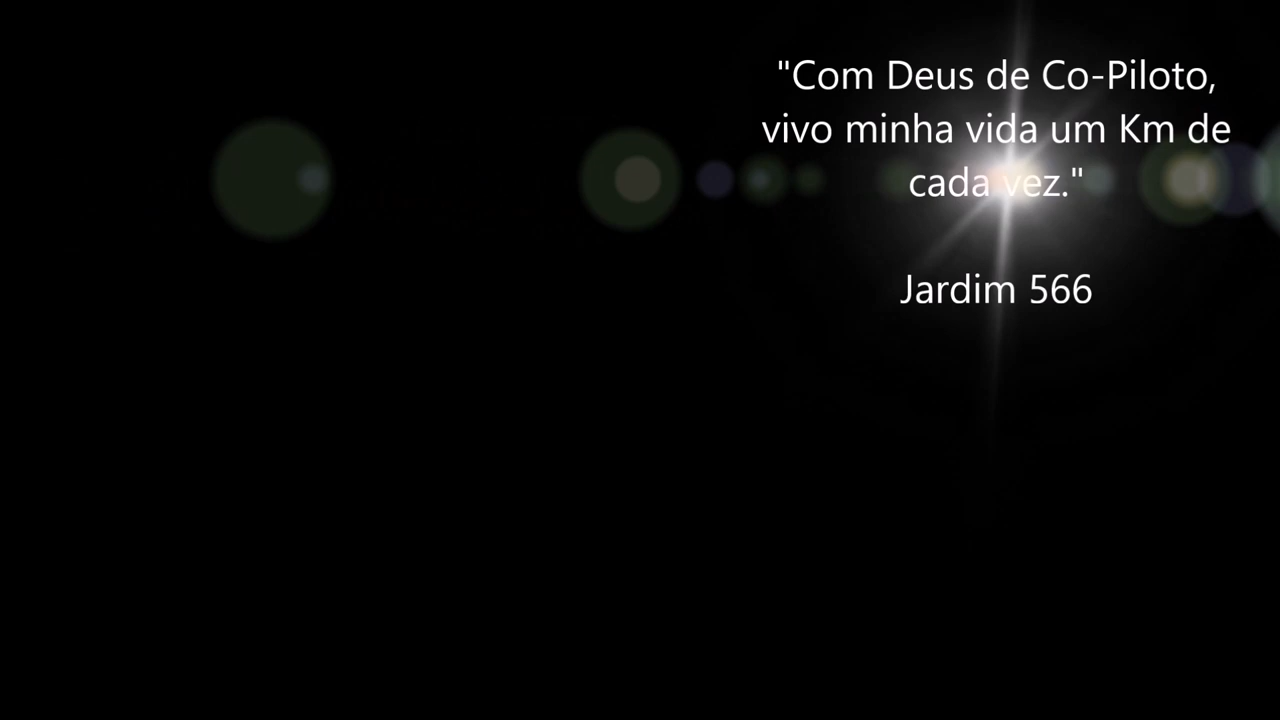 "Com Deus de Co-Piloto,
vivo minha vida um Km de
cada vez."
Jardim 566